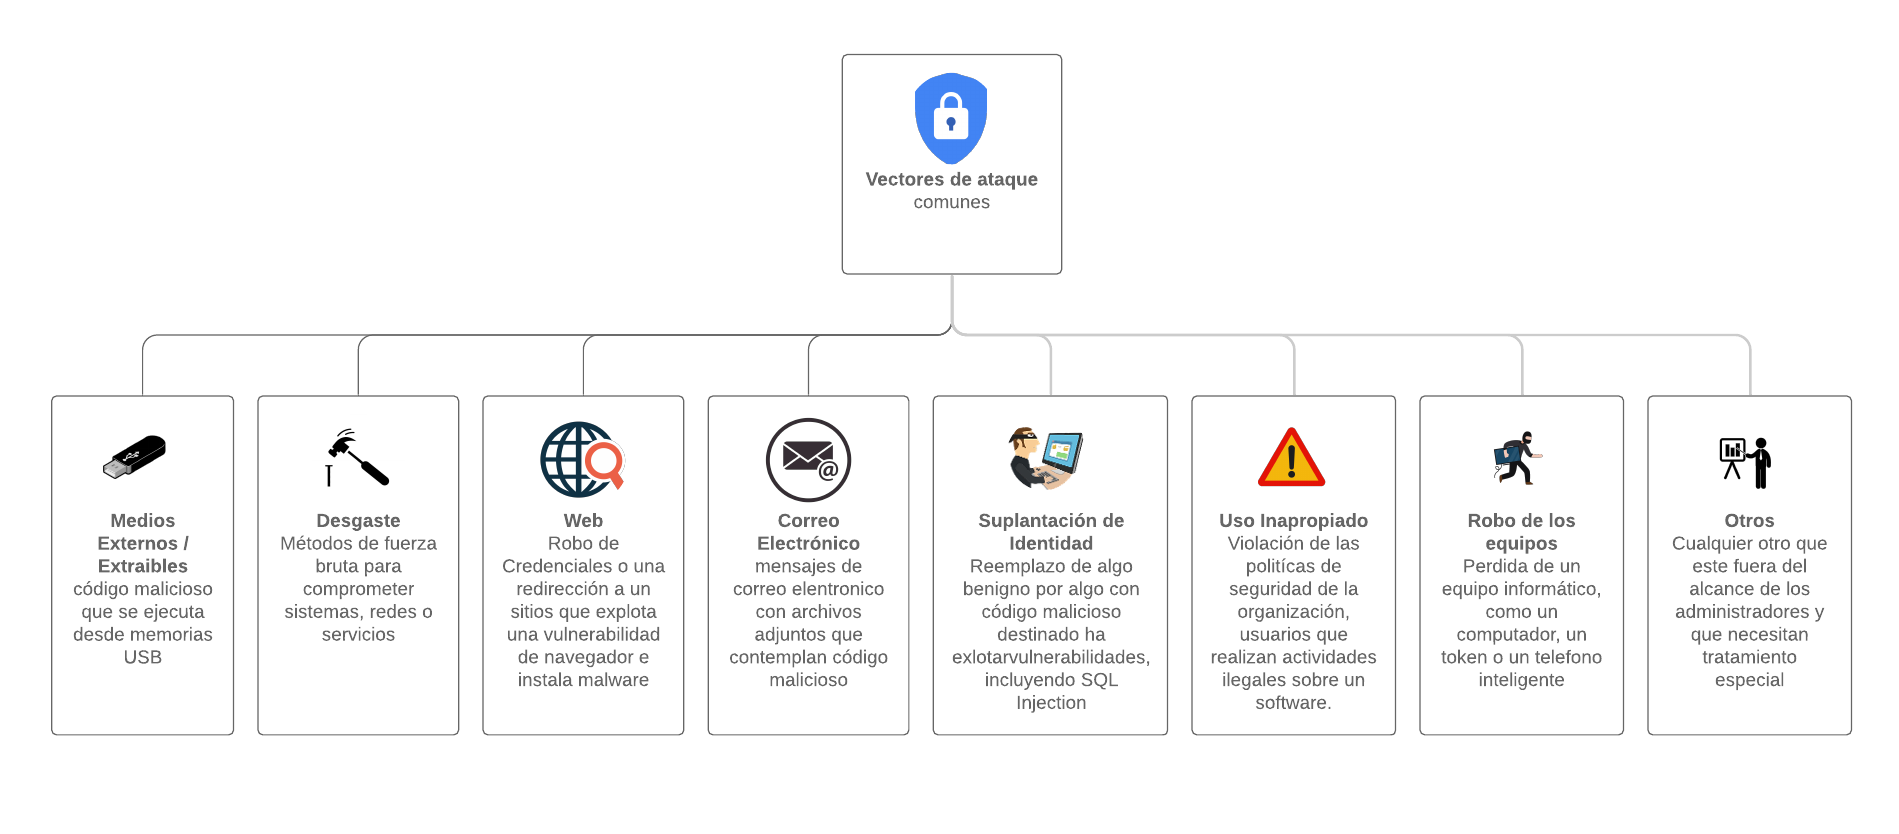 Vectores de ataque
comunes
Medios
Externos /
Extraibles
código malicioso
que se ejecuta
desde memorias
USB
Desgaste
Métodos de fuerza
bruta para
comprometer
sistemas, redes o
servicios
Web
Robo de
Credenciales o una
redirección a un
sitios que explota
una vulnerabilidad
de navegador e
instala malware
Correo
Electrónico
mensajes de
correo elentronico
con archivos
adjuntos que
contemplan código
malicioso
Suplantación de
Identidad
Reemplazo de algo
benigno por algo con
código malicioso
destinado ha
exlotarvulnerabilidades,
incluyendo SQL
Injection
Uso Inapropiado
Violación de las
politícas de
seguridad de la
organización,
usuarios que
realizan actividades
ilegales sobre un
software.
Robo de los
equipos
Perdida de un
equipo informático,
como un
computador, un
token o un telefono
inteligente
Otros
Cualquier otro que
este fuera del
alcance de los
administradores y
que necesitan
tratamiento
especial